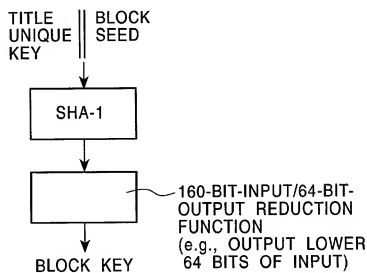 TITLE UNIQUE KEY
BLOCK SEED
SHA-1
160-BIT-INPUT/64-BIT-
OUTPUT REDUCTION
FUNCTION
(e.g., OUTPUT LOWER
64 BITS OF INPUT)
BLOCK KEY